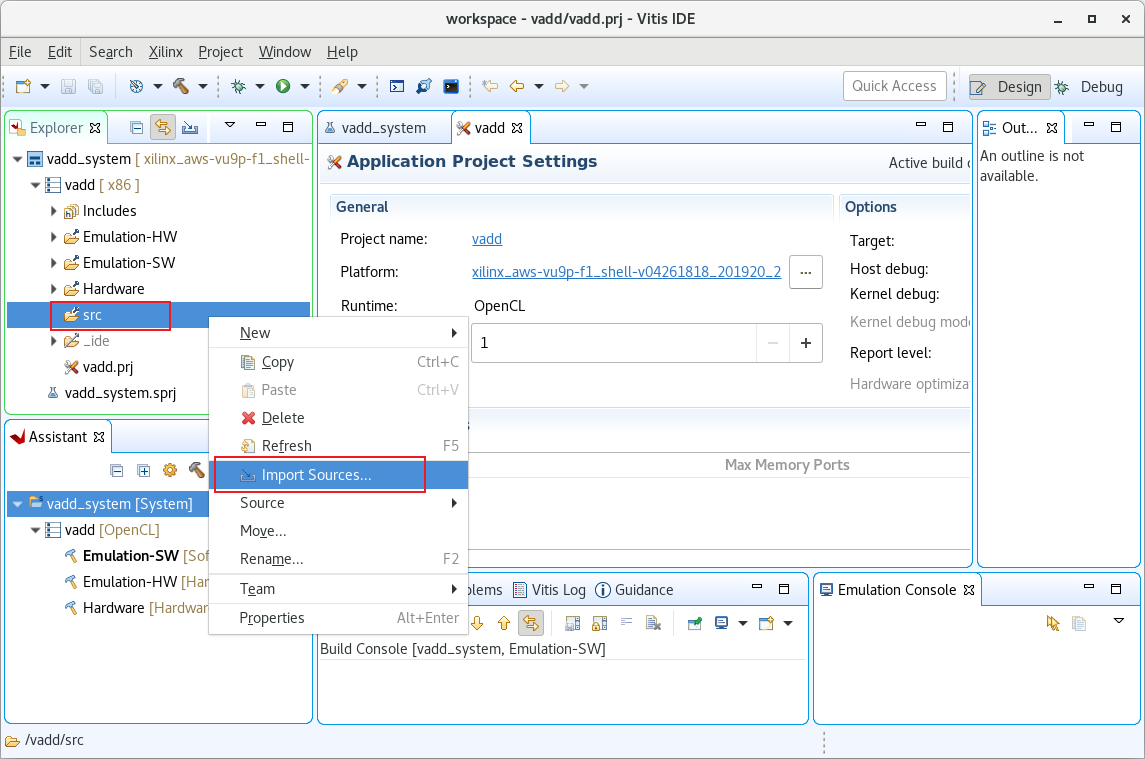 workspace - vadd/vadd.prj - Vitis IDE
File Edit Search Xilinx Project Window Help
Quick Access
Design
Debug
Explorer
vadd_system [ xilinx_aws-vu9p-f1_shell-
vadd [ x86 ]
Includes
Emulation-HW
Emulation-SW
Hardware
src
_ide
vadd.prj
vadd_system.sprj
New
Copy Ctrl+C
Paste Ctrl+V
Delete
Refresh F5
Import Sources...
Source
Move...
Rename... F2
Team
Properties Alt+Enter
Assistant
vadd_system [System]
vadd [OpenCL]
Emulation-SW [Sof
Emulation-HW [Har
Hardware [Hardwar
vadd_system
vadd
Application Project Settings
Active build c
General
Project name: vadd
Platform: xilinx_aws-vu9p-f1_shell-v04261818_201920_2 ...
Runtime: OpenCL
1 − +
Options
Target:
Host debug:
Kernel debug:
Kernel debug mode
Report level:
Hardware optimiza
Max Memory Ports
Out...
An outline is not
available.
oblems
Vitis Log
Guidance
Build Console [vadd_system, Emulation-SW]
Emulation Console
/vadd/src